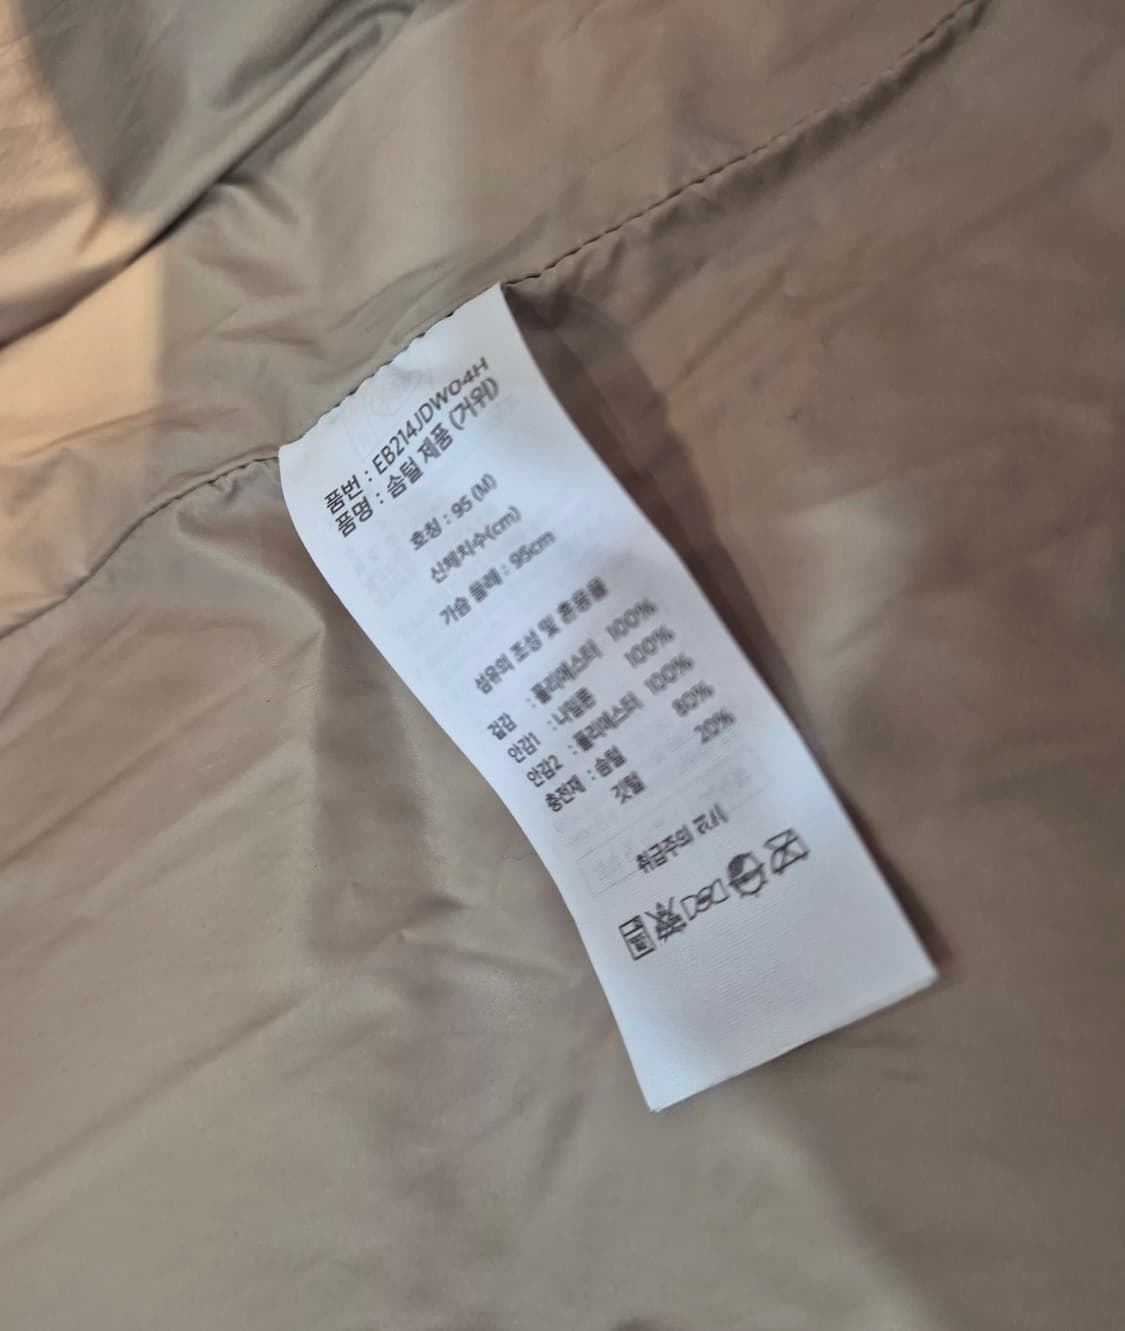 품번 : EB214JDW04H
품명 : 솜털 제품 (거위)
호칭 : 95 (M)
신체치수(cm)
가슴 둘레 : 95cm
섬유의 조성 및 혼용율
겉감 : 폴리에스터 100%
안감1 : 나일론 100%
안감2 : 폴리에스터 100%
충전재 : 솜털 80%
깃털 20%
취급주의 표시